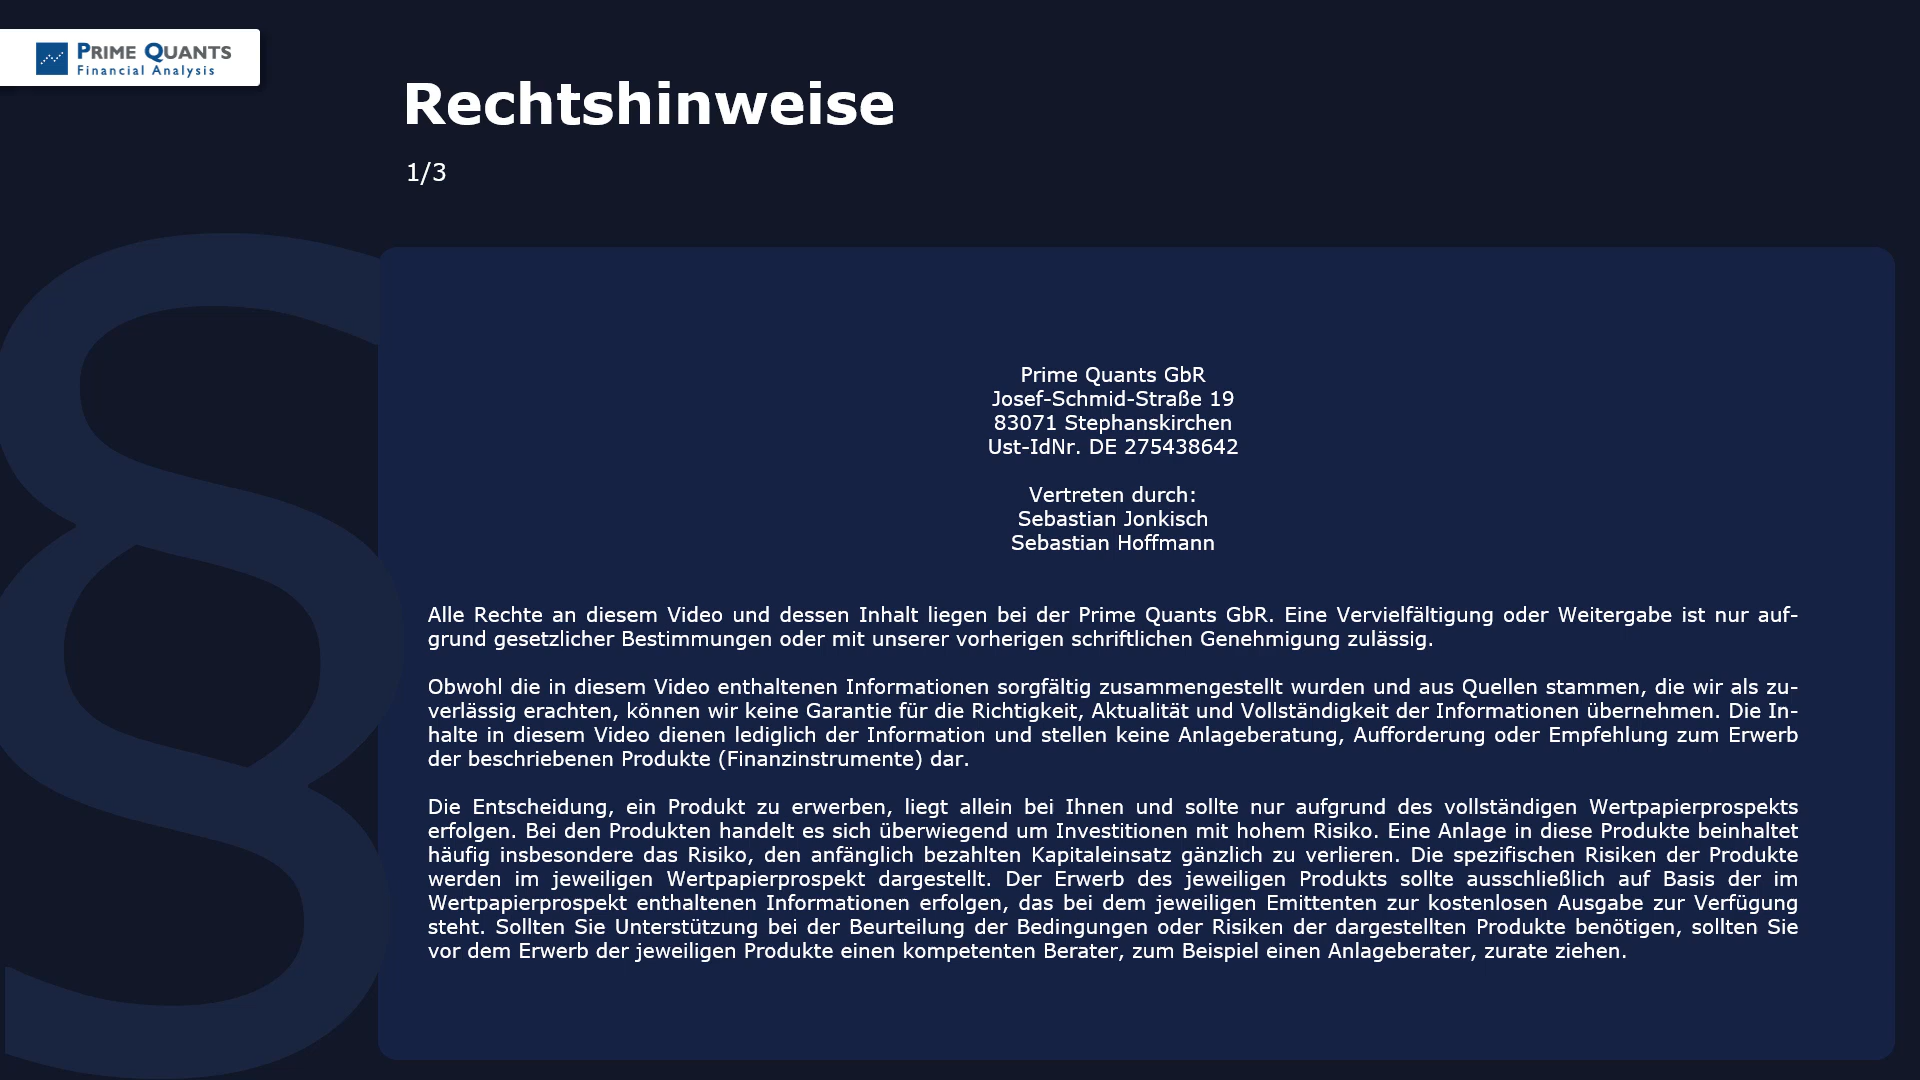 PRIME QUANTS
Financial Analysis
Rechtshinweise
1/3
Prime Quants GbR
Josef-Schmid-Straße 19
83071 Stephanskirchen
Ust-IdNr. DE 275438642
Vertreten durch:
Sebastian Jonkisch
Sebastian Hoffmann
Alle Rechte an diesem Video und dessen Inhalt liegen bei der Prime Quants GbR. Eine Vervielfältigung oder Weitergabe ist nur auf-
grund gesetzlicher Bestimmungen oder mit unserer vorherigen schriftlichen Genehmigung zulässig.
Obwohl die in diesem Video enthaltenen Informationen sorgfältig zusammengestellt wurden und aus Quellen stammen, die wir als zu-
verlässig erachten, können wir keine Garantie für die Richtigkeit, Aktualität und Vollständigkeit der Informationen übernehmen. Die In-
halte in diesem Video dienen lediglich der Information und stellen keine Anlageberatung, Aufforderung oder Empfehlung zum Erwerb
der beschriebenen Produkte (Finanzinstrumente) dar.
Die Entscheidung, ein Produkt zu erwerben, liegt allein bei Ihnen und sollte nur aufgrund des vollständigen Wertpapierprospekts
erfolgen. Bei den Produkten handelt es sich überwiegend um Investitionen mit hohem Risiko. Eine Anlage in diese Produkte beinhaltet
häufig insbesondere das Risiko, den anfänglich bezahlten Kapitaleinsatz gänzlich zu verlieren. Die spezifischen Risiken der Produkte
werden im jeweiligen Wertpapierprospekt dargestellt. Der Erwerb des jeweiligen Produkts sollte ausschließlich auf Basis der im
Wertpapierprospekt enthaltenen Informationen erfolgen, das bei dem jeweiligen Emittenten zur kostenlosen Ausgabe zur Verfügung
steht. Sollten Sie Unterstützung bei der Beurteilung der Bedingungen oder Risiken der dargestellten Produkte benötigen, sollten Sie
vor dem Erwerb der jeweiligen Produkte einen kompetenten Berater, zum Beispiel einen Anlageberater, zurate ziehen.
§